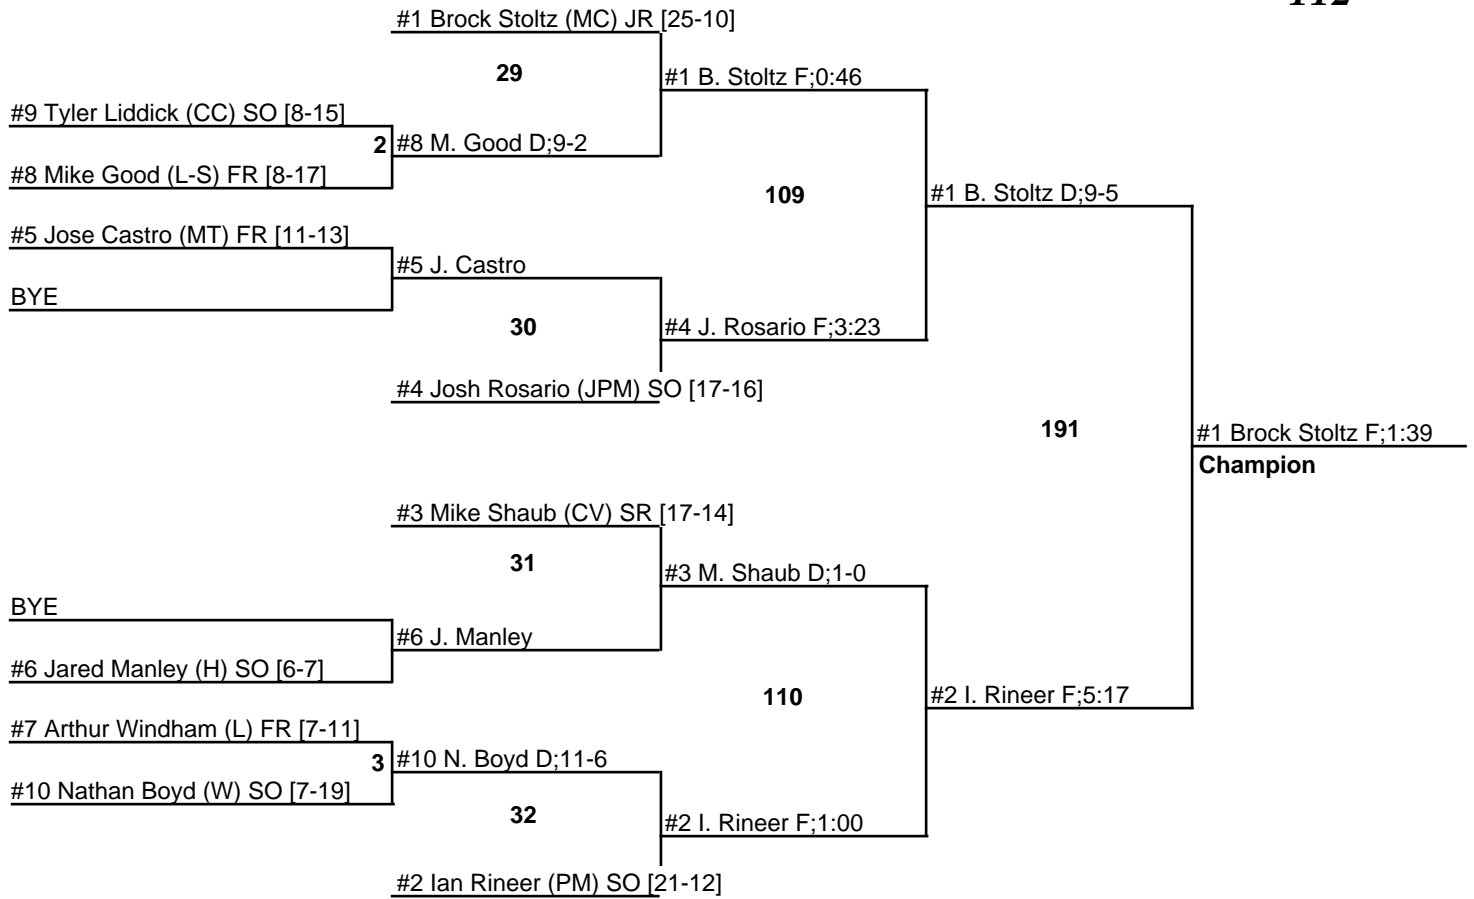 #1 Brock Stoltz (MC) JR [25-10]
29
#1 B. Stoltz F;0:46
#9 Tyler Liddick (CC) SO [8-15]
2
#8 M. Good D;9-2
#8 Mike Good (L-S) FR [8-17]
109
#1 B. Stoltz D;9-5
#5 Jose Castro (MT) FR [11-13]
#5 J. Castro
BYE
30
#4 J. Rosario F;3:23
#4 Josh Rosario (JPM) SO [17-16]
191
#1 Brock Stoltz F;1:39
Champion
#3 Mike Shaub (CV) SR [17-14]
31
#3 M. Shaub D;1-0
BYE
#6 J. Manley
#6 Jared Manley (H) SO [6-7]
110
#2 I. Rineer F;5:17
#7 Arthur Windham (L) FR [7-11]
3
#10 N. Boyd D;11-6
#10 Nathan Boyd (W) SO [7-19]
32
#2 I. Rineer F;1:00
#2 Ian Rineer (PM) SO [21-12]